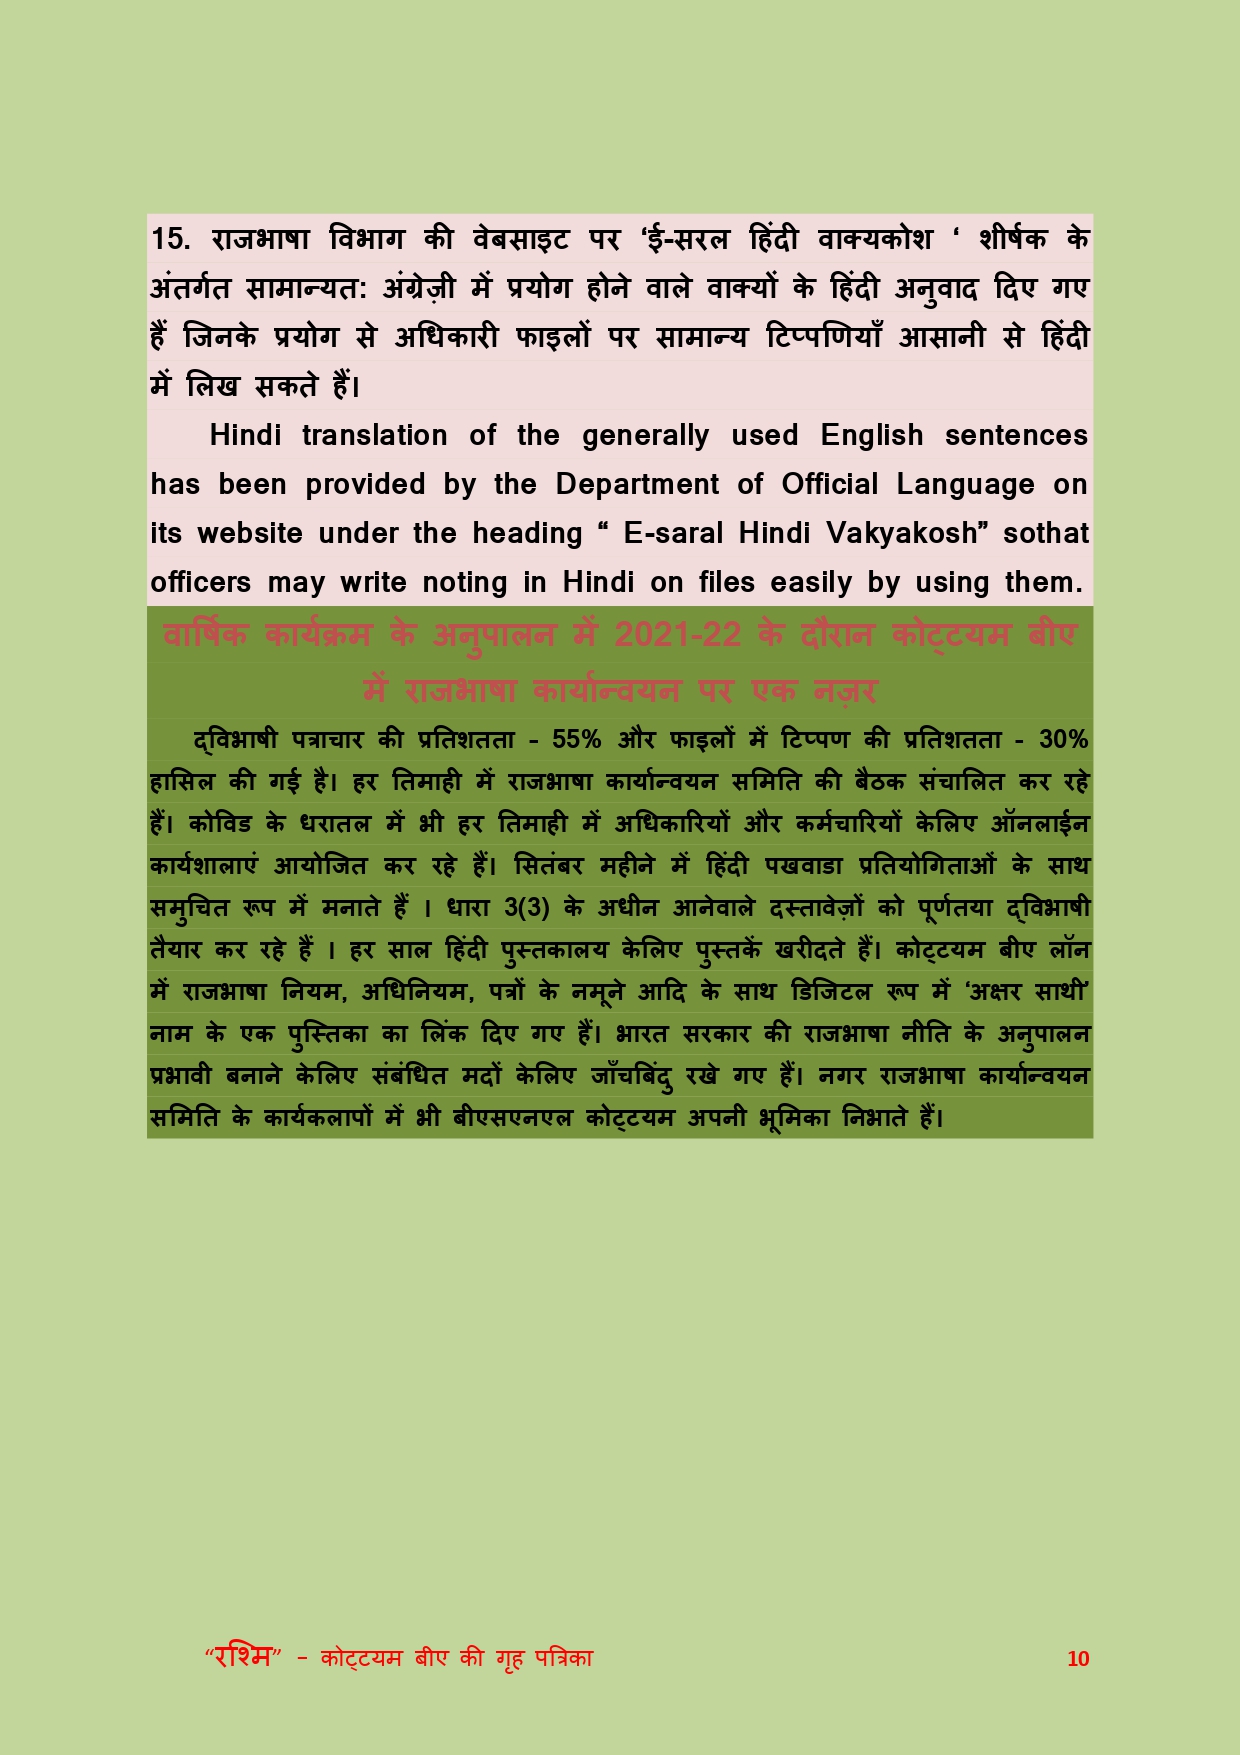 15. राजभाषा विभाग की वेबसाइट पर ‘ई-सरल हिंदी वाक्यकोश ‘ शीर्षक के
अंतर्गत सामान्यत: अंग्रेज़ी में प्रयोग होने वाले वाक्यों के हिंदी अनुवाद दिए गए
हैं जिनके प्रयोग से अधिकारी फाइलों पर सामान्य टिप्पणियाँ आसानी से हिंदी
में लिख सकते हैं।
Hindi translation of the generally used English sentences
has been provided by the Department of Official Language on
its website under the heading “ E-saral Hindi Vakyakosh” sothat
officers may write noting in Hindi on files easily by using them.
वार्षिक कार्यक्रम के अनुपालन में 2021-22 के दौरान कोट्टयम बीए
में राजभाषा कार्यान्वयन पर एक नज़र
द्विभाषी पत्राचार की प्रतिशतता – 55% और फाइलों में टिप्पण की प्रतिशतता – 30%
हासिल की गई है। हर तिमाही में राजभाषा कार्यान्वयन समिति की बैठक संचालित कर रहे
हैं। कोविड के धरातल में भी हर तिमाही में अधिकारियों और कर्मचारियों केलिए ऑनलाईन
कार्यशालाएं आयोजित कर रहे हैं। सितंबर महीने में हिंदी पखवाडा प्रतियोगिताओं के साथ
समुचित रूप में मनाते हैं । धारा 3(3) के अधीन आनेवाले दस्तावेज़ों को पूर्णतया द्विभाषी
तैयार कर रहे हैं । हर साल हिंदी पुस्तकालय केलिए पुस्तकें खरीदते हैं। कोट्टयम बीए लॉन
में राजभाषा नियम, अधिनियम, पत्रों के नमूने आदि के साथ डिजिटल रूप में ‘अक्षर साथी’
नाम के एक पुस्तिका का लिंक दिए गए हैं। भारत सरकार की राजभाषा नीति के अनुपालन
प्रभावी बनाने केलिए संबंधित मदों केलिए जाँचबिंदु रखे गए हैं। नगर राजभाषा कार्यान्वयन
समिति के कार्यकलापों में भी बीएसएनएल कोट्टयम अपनी भूमिका निभाते हैं।
“रश्मि” – कोट्टयम बीए की गृह पत्रिका 10